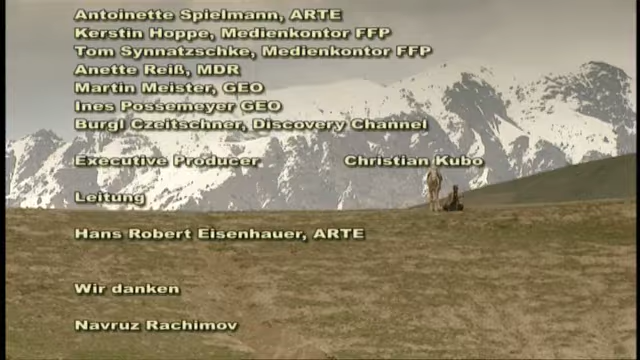 Antoinette Spielmann, ARTE
Kerstin Hoppe, Medienkontor FFP
Tom Synnatzschke, Medienkontor FFP
Anette Reiß, MDR
Martin Meister, GEO
Ines Possemeyer GEO
Burgl Czeitschner, Discovery Channel
Executive Producer Christian Kubo
Leitung
Hans Robert Eisenhauer, ARTE
Wir danken
Navruz Rachimov